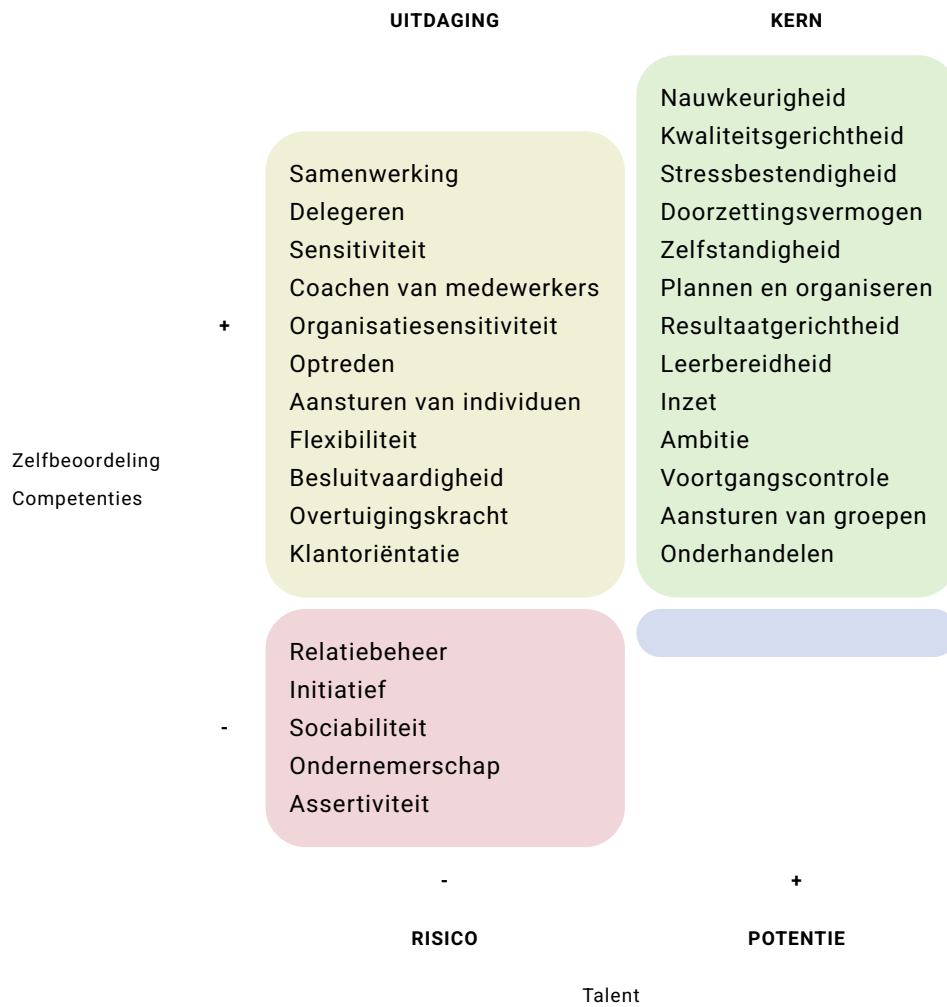 UITDAGING
KERN
Samenwerking
Delegeren
Sensitiviteit
Coachen van medewerkers
Organisatiesensitiviteit
Optreden
Aansturen van individuen
Flexibiliteit
Besluitvaardigheid
Overtuigingskracht
Klantoriëntatie
Nauwkeurigheid
Kwaliteitsgerichtheid
Stressbestendigheid
Doorzettingsvermogen
Zelfstandigheid
Plannen en organiseren
Resultaatgerichtheid
Leerbereidheid
Inzet
Ambitie
Voortgangscontrole
Aansturen van groepen
Onderhandelen
+
Zelfbeoordeling
Competenties
-
Relatiebeheer
Initiatief
Sociabiliteit
Ondernemerschap
Assertiviteit
-
+
RISICO
POTENTIE
Talent